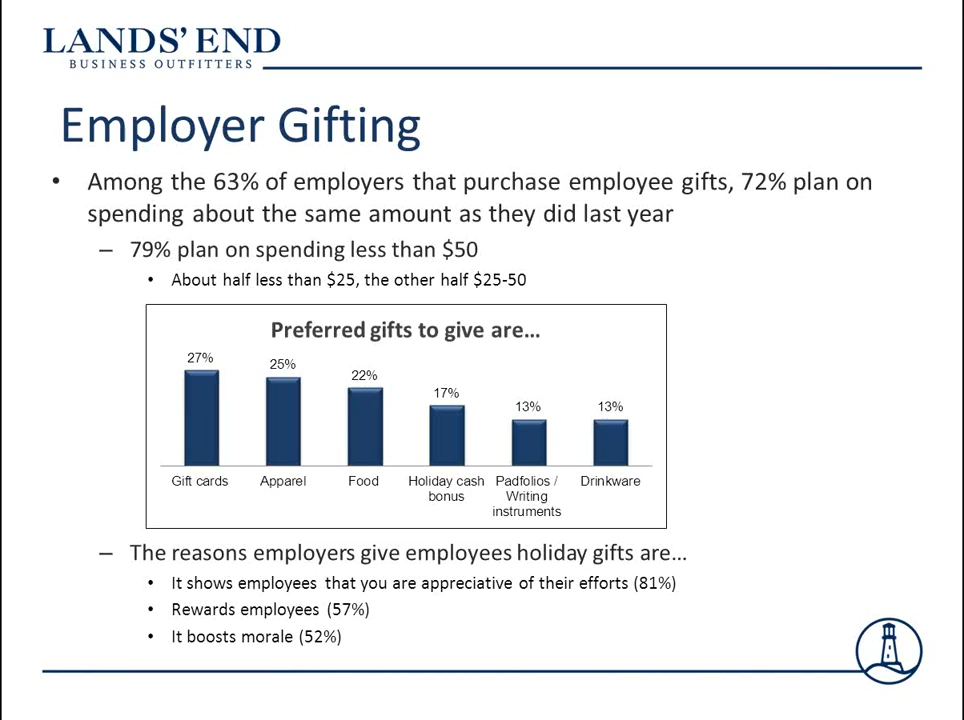 LANDS' END
BUSINESS OUTFITTERS
Employer Gifting
• Among the 63% of employers that purchase employee gifts, 72% plan on
spending about the same amount as they did last year
– 79% plan on spending less than $50
• About half less than $25, the other half $25-50
Preferred gifts to give are...
27%
25%
22%
17%
13%
13%
Gift cards
Apparel
Food
Holiday cash
bonus
Padfolios /
Writing
instruments
Drinkware
– The reasons employers give employees holiday gifts are...
• It shows employees that you are appreciative of their efforts (81%)
• Rewards employees (57%)
• It boosts morale (52%)